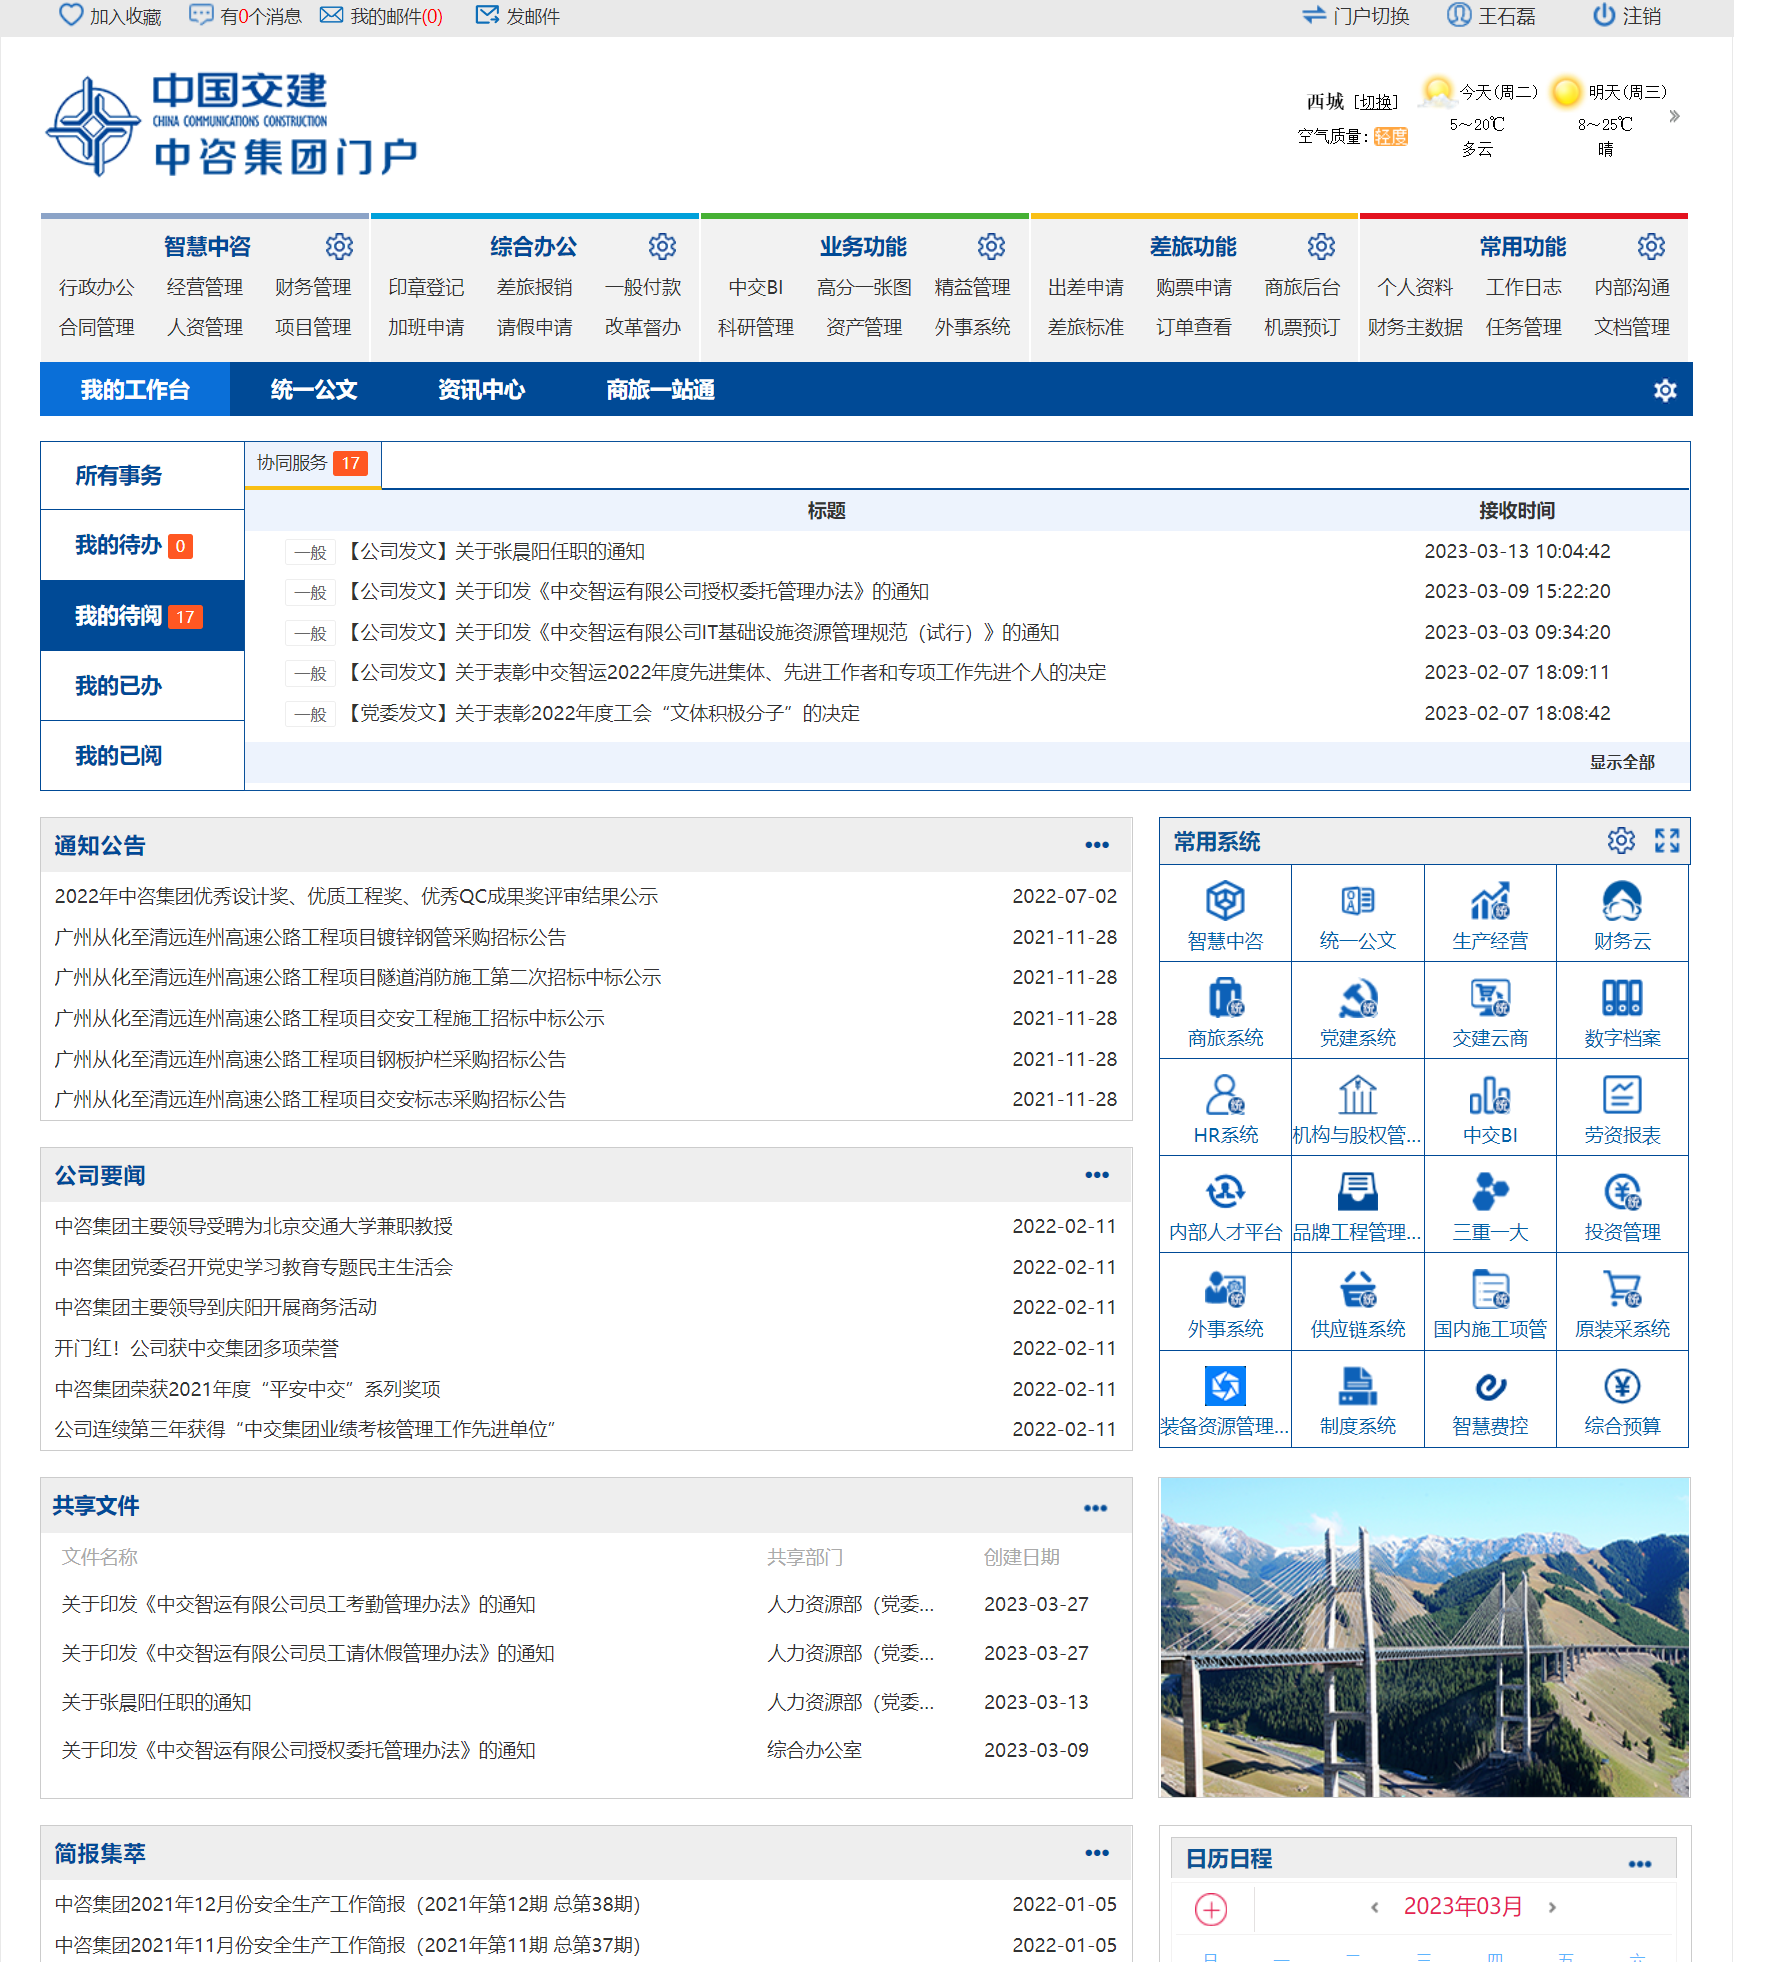 加入收藏 有0个消息 我的邮件(0) 发邮件 门户切换 王石磊 注销
中国交建
CHINA COMMUNICATIONS CONSTRUCTION
中咨集团门户
西城 [切换] 今天(周二) 明天(周三)
空气质量：轻度 5～20℃ 8～25℃ »
多云 晴
智慧中咨 综合办公 业务功能 差旅功能 常用功能
行政办公 经营管理 财务管理 印章登记 差旅报销 一般付款 中交BI 高分一张图 精益管理 出差申请 购票申请 商旅后台 个人资料 工作日志 内部沟通
合同管理 人资管理 项目管理 加班申请 请假申请 改革督办 科研管理 资产管理 外事系统 差旅标准 订单查看 机票预订 财务主数据 任务管理 文档管理
我的工作台 统一公文 资讯中心 商旅一站通
所有事务
我的待办 0
我的待阅 17
我的已办
我的已阅
协同服务 17
标题 接收时间
一般 【公司发文】关于张晨阳任职的通知 2023-03-13 10:04:42
一般 【公司发文】关于印发《中交智运有限公司授权委托管理办法》的通知 2023-03-09 15:22:20
一般 【公司发文】关于印发《中交智运有限公司IT基础设施资源管理规范（试行）》的通知 2023-03-03 09:34:20
一般 【公司发文】关于表彰中交智运2022年度先进集体、先进工作者和专项工作先进个人的决定 2023-02-07 18:09:11
一般 【党委发文】关于表彰2022年度工会“文体积极分子”的决定 2023-02-07 18:08:42
显示全部
通知公告
2022年中咨集团优秀设计奖、优质工程奖、优秀QC成果奖评审结果公示 2022-07-02
广州从化至清远连州高速公路工程项目镀锌钢管采购招标公告 2021-11-28
广州从化至清远连州高速公路工程项目隧道消防施工第二次招标中标公示 2021-11-28
广州从化至清远连州高速公路工程项目交安工程施工招标中标公示 2021-11-28
广州从化至清远连州高速公路工程项目钢板护栏采购招标公告 2021-11-28
广州从化至清远连州高速公路工程项目交安标志采购招标公告 2021-11-28
公司要闻
中咨集团主要领导受聘为北京交通大学兼职教授 2022-02-11
中咨集团党委召开党史学习教育专题民主生活会 2022-02-11
中咨集团主要领导到庆阳开展商务活动 2022-02-11
开门红！公司获中交集团多项荣誉 2022-02-11
中咨集团荣获2021年度“平安中交”系列奖项 2022-02-11
公司连续第三年获得“中交集团业绩考核管理工作先进单位” 2022-02-11
常用系统
智慧中咨 统一公文 生产经营 财务云
商旅系统 党建系统 交建云商 数字档案
HR系统 机构与股权管... 中交BI 劳资报表
内部人才平台 品牌工程管理... 三重一大 投资管理
外事系统 供应链系统 国内施工项管 原装采系统
装备资源管理... 制度系统 智慧费控 综合预算
共享文件
文件名称 共享部门 创建日期
关于印发《中交智运有限公司员工考勤管理办法》的通知 人力资源部（党委... 2023-03-27
关于印发《中交智运有限公司员工请休假管理办法》的通知 人力资源部（党委... 2023-03-27
关于张晨阳任职的通知 人力资源部（党委... 2023-03-13
关于印发《中交智运有限公司授权委托管理办法》的通知 综合办公室 2023-03-09
简报集萃
中咨集团2021年12月份安全生产工作简报（2021年第12期 总第38期） 2022-01-05
中咨集团2021年11月份安全生产工作简报（2021年第11期 总第37期） 2022-01-05
日历日程
2023年03月
日 一 二 三 四 五 六